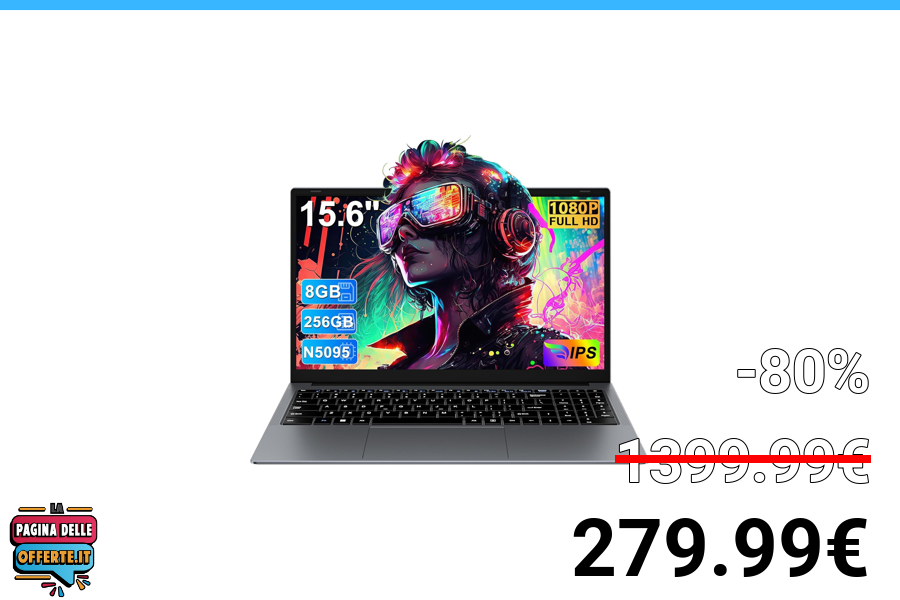 15.6"
1080P
FULL HD
8GB
256GB
N5095
IPS
-80%
1399.99€
279.99€
LA
PAGINA DELLE
OFFERTE.IT